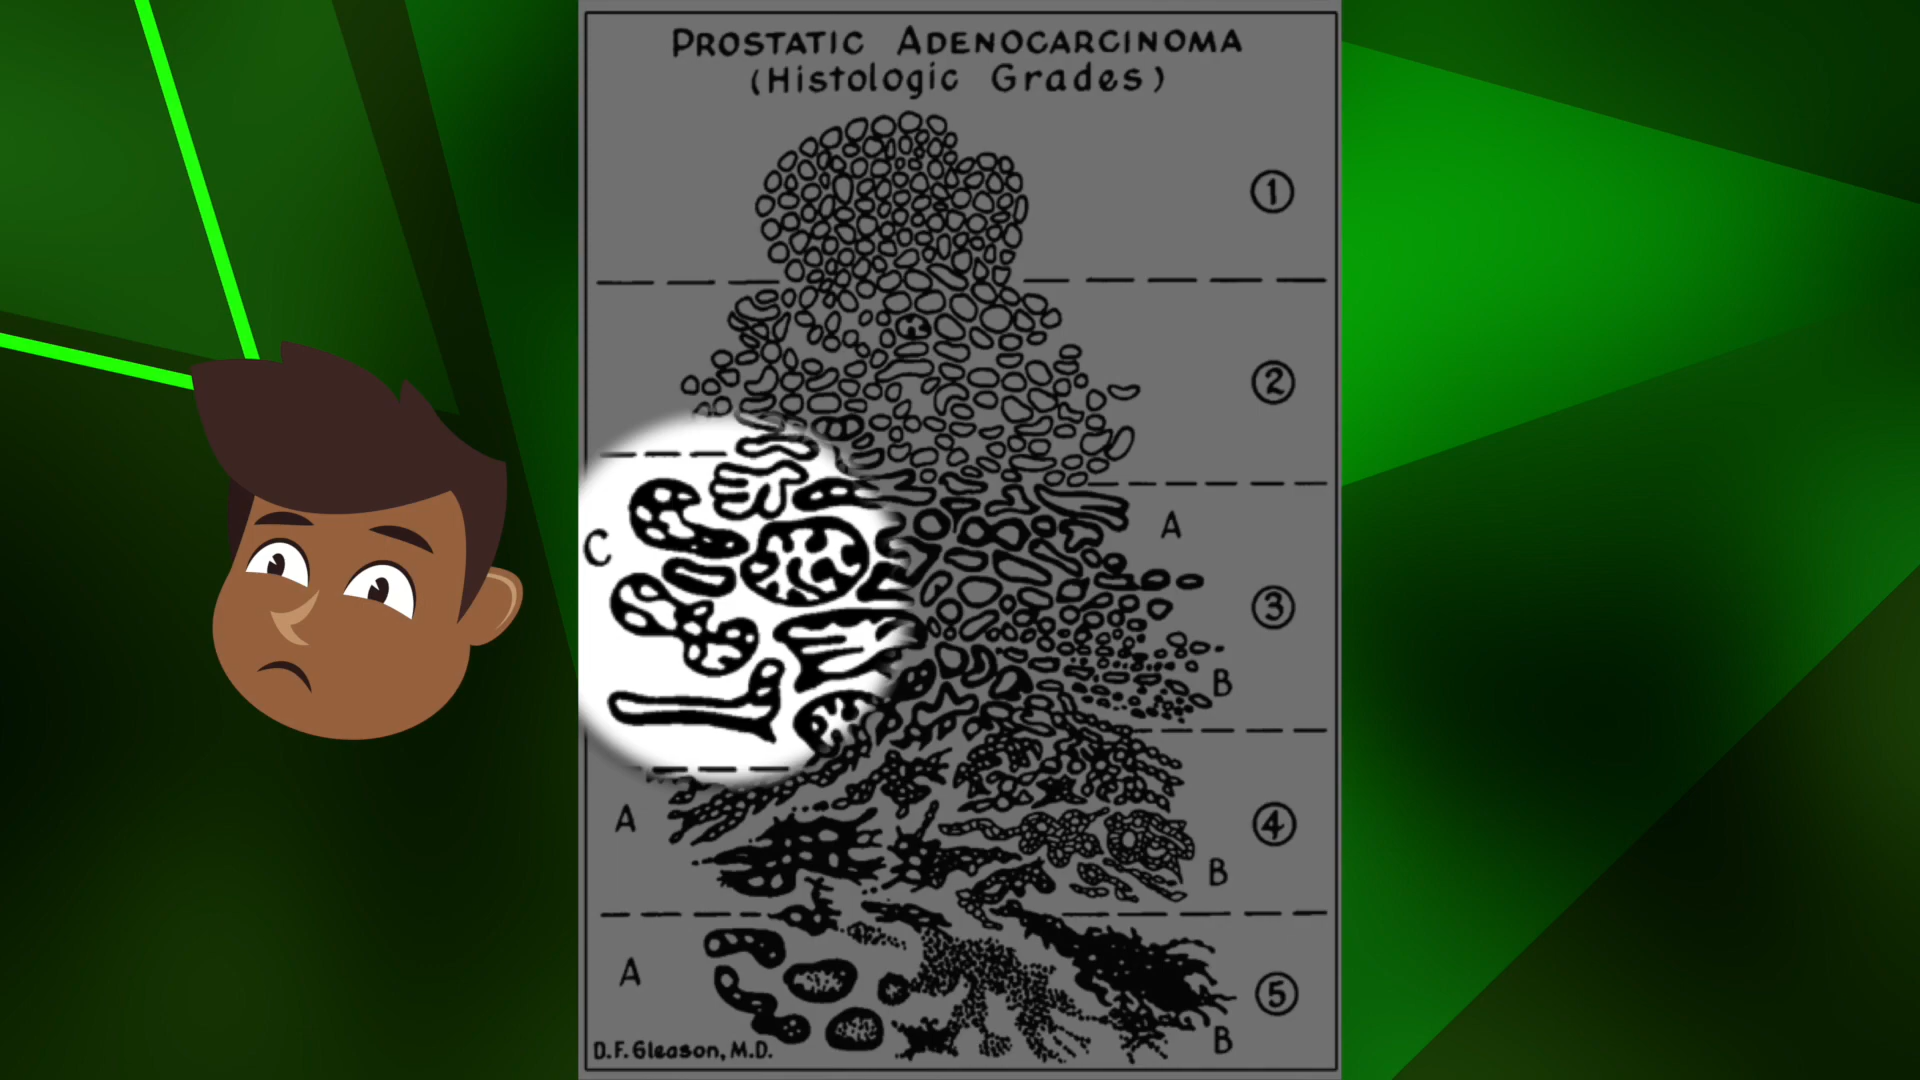 PROSTATIC ADENOCARCINOMA
(Histologic Grades)
1
2
A
C
3
B
A
4
B
A
5
B
D.F. Gleason, M.D.